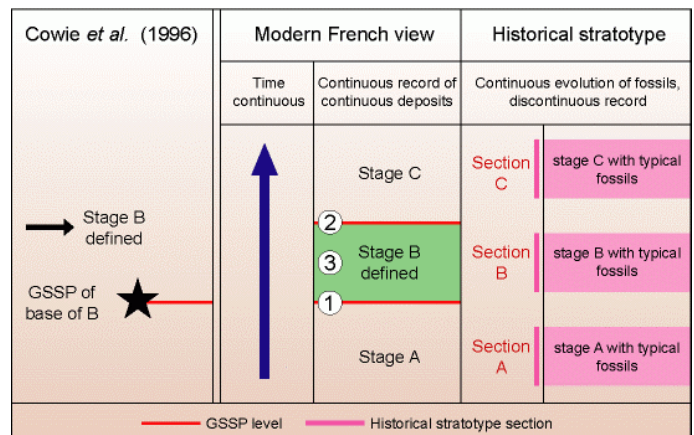 Cowie et al. (1996)
Modern French view
Historical stratotype
Time
continuous
Continuous record of
continuous deposits
Continuous evolution of fossils,
discontinuous record
Stage B
defined
GSSP of
base of B
Stage C
2
3
Stage B
defined
1
Stage A
Section
C
stage C with typical
fossils
Section
B
stage B with typical
fossils
Section
A
stage A with typical
fossils
GSSP level
Historical stratotype section